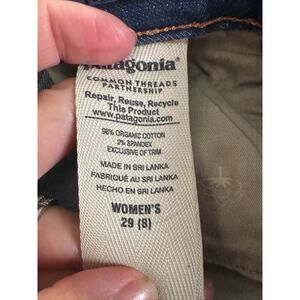 patagonia®
COMMON THREADS
PARTNERSHIP
Repair, Reuse, Recycle
This Product
www.patagonia.com
98% ORGANIC COTTON
2% SPANDEX
EXCLUSIVE OF TRIM
MADE IN SRI LANKA
FABRIQUÉ AU SRI LANKA
HECHO EN SRI LANKA
WOMEN'S
29 (8)